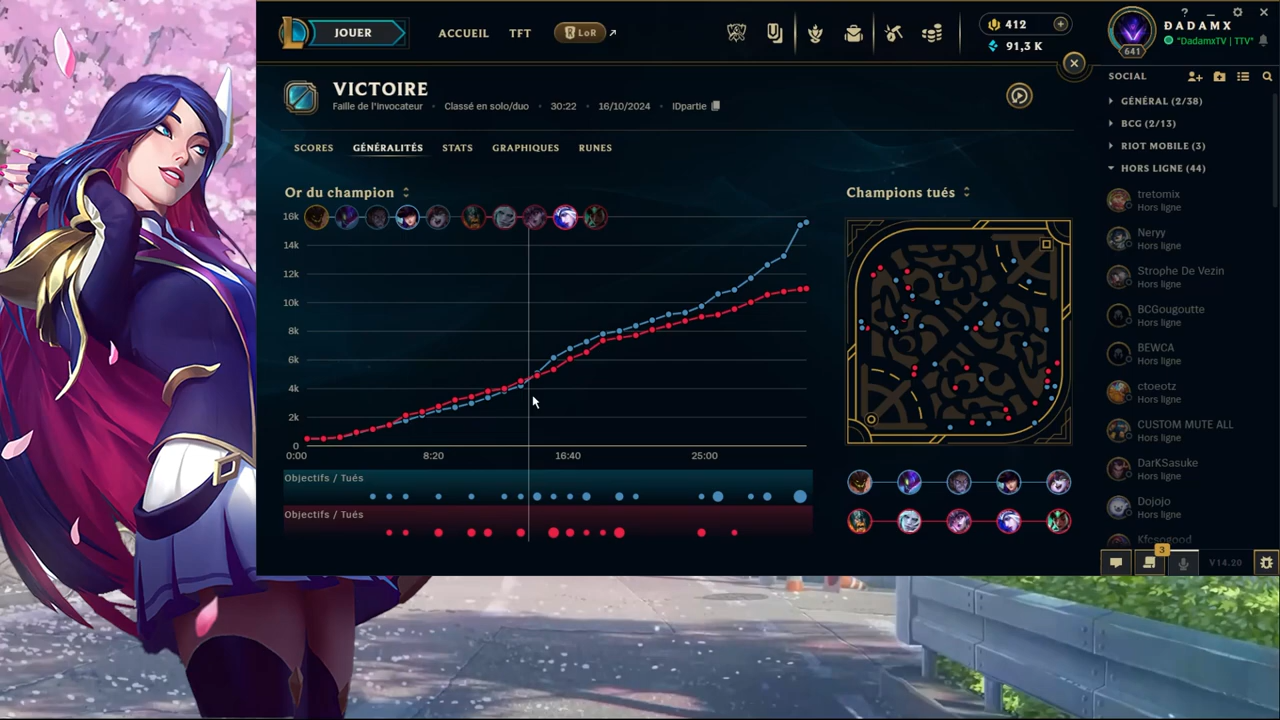 JOUER
ACCUEIL
TFT
LoR
412
91,3 K
641
ĐADAMX
"DadamxTV | TTV"
VICTOIRE
Faille de l'Invocateur • Classé en solo/duo • 30:22 • 16/10/2024 • IDpartie
SCORES
GÉNÉRALITÉS
STATS
GRAPHIQUES
RUNES
Or du champion
16k
14k
12k
10k
8k
6k
4k
2k
0
0:00
8:20
16:40
25:00
Objectifs / Tués
Objectifs / Tués
Champions tués
SOCIAL
GÉNÉRAL (2/38)
BCG (2/13)
RIOT MOBILE (3)
HORS LIGNE (44)
tretomix
Hors ligne
Neryy
Hors ligne
Strophe De Vezin
Hors ligne
BCGougoutte
Hors ligne
BEWCA
Hors ligne
ctoeotz
Hors ligne
CUSTOM MUTE ALL
Hors ligne
DarKSasuke
Hors ligne
Dojojo
Hors ligne
Kfcsogood
3
V14.20